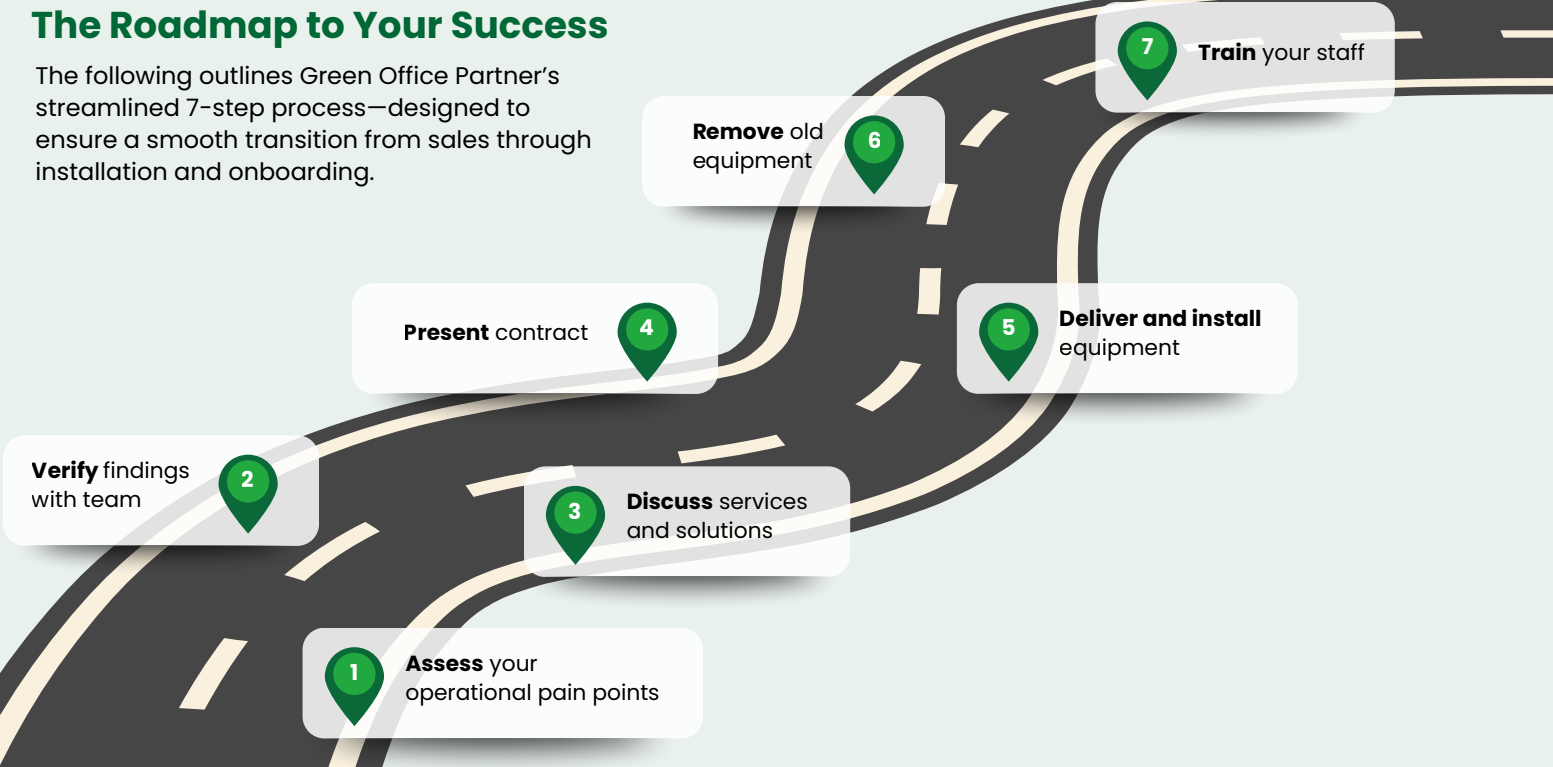 The Roadmap to Your Success
The following outlines Green Office Partner's
streamlined 7-step process—designed to
ensure a smooth transition from sales through
installation and onboarding.
7
Train your staff
Remove old
equipment
6
Present contract
4
5
Deliver and install
equipment
Verify findings
with team
2
3
Discuss services
and solutions
1
Assess your
operational pain points